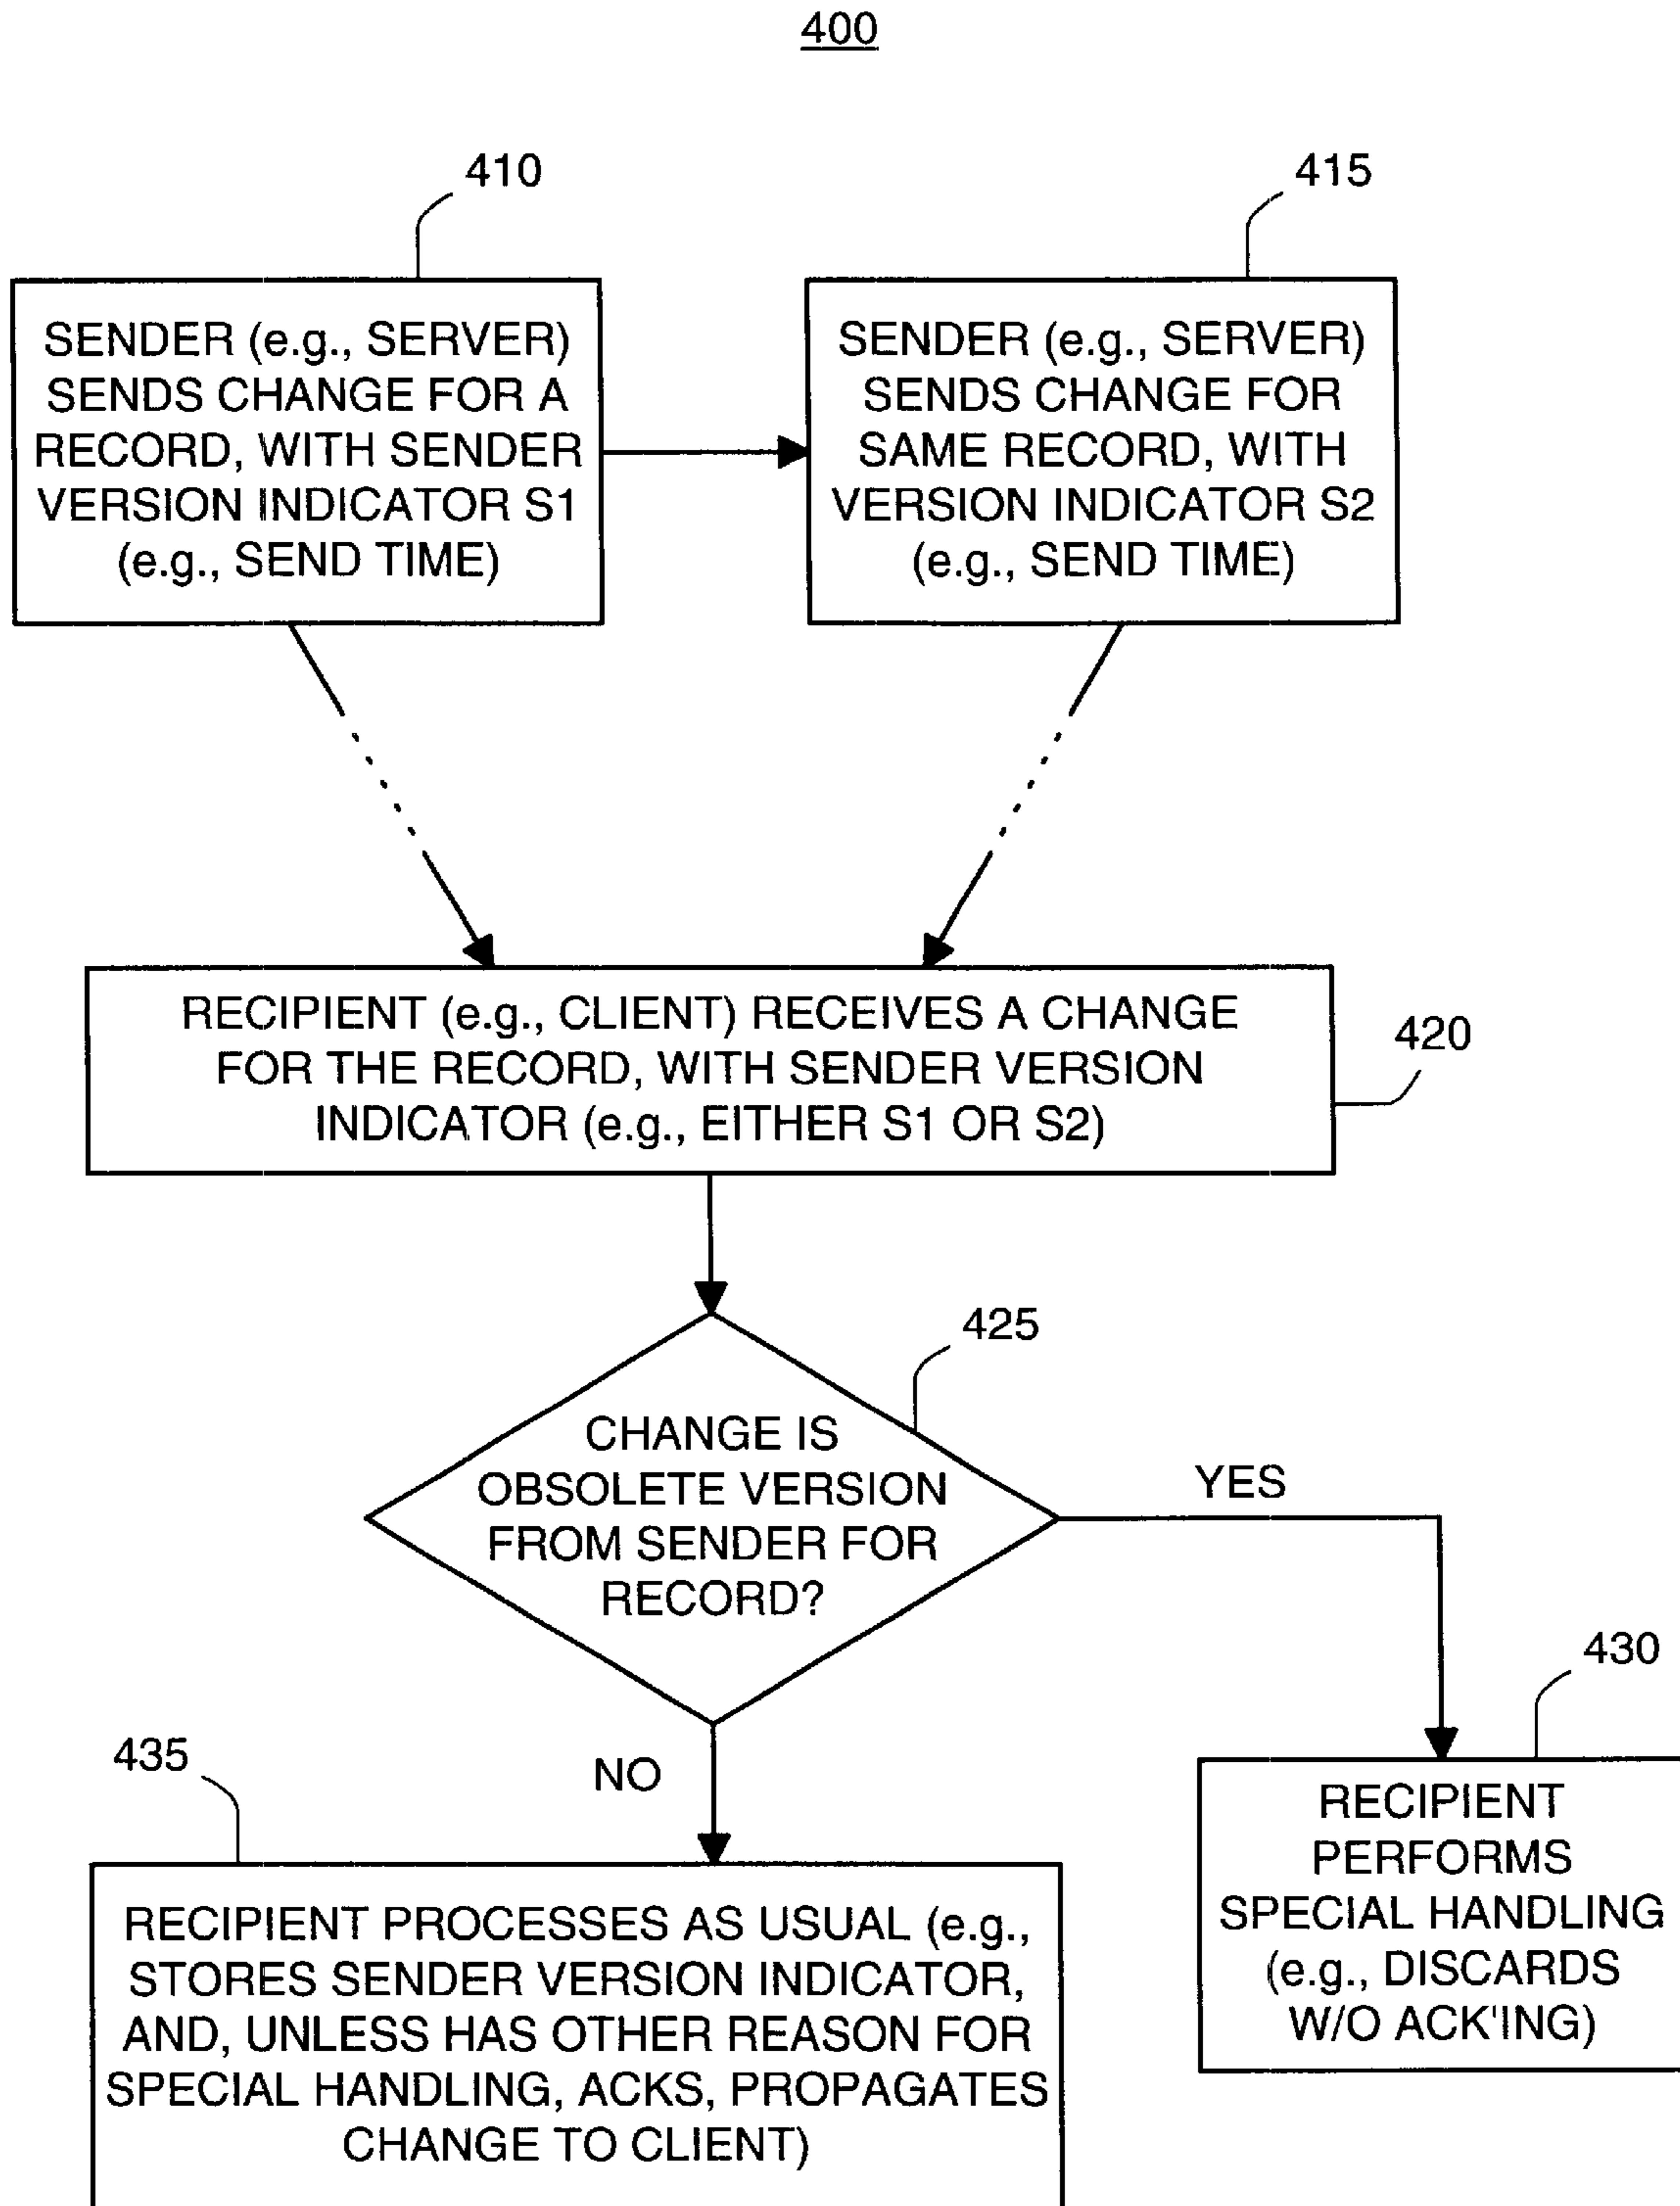 400
410
415
SENDER (e.g., SERVER)
SENDS CHANGE FOR A
RECORD, WITH SENDER
VERSION INDICATOR S1
(e.g., SEND TIME)
SENDER (e.g., SERVER)
SENDS CHANGE FOR
SAME RECORD, WITH
VERSION INDICATOR S2
(e.g., SEND TIME)
RECIPIENT (e.g., CLIENT) RECEIVES A CHANGE
FOR THE RECORD, WITH SENDER VERSION
INDICATOR (e.g., EITHER S1 OR S2)
420
425
CHANGE IS
OBSOLETE VERSION
FROM SENDER FOR
RECORD?
YES
430
NO
435
RECIPIENT
PERFORMS
SPECIAL HANDLING
(e.g., DISCARDS
W/O ACK'ING)
RECIPIENT PROCESSES AS USUAL (e.g.,
STORES SENDER VERSION INDICATOR,
AND, UNLESS HAS OTHER REASON FOR
SPECIAL HANDLING, ACKS, PROPAGATES
CHANGE TO CLIENT)